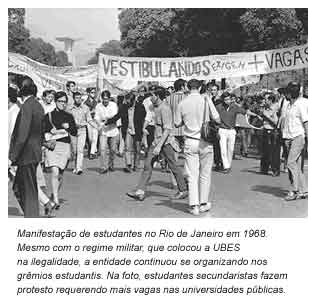 VESTIBULANDOS EXIGEN + VAGAS
Manifestação de estudantes no Rio de Janeiro em 1968.
Mesmo com o regime militar, que colocou a UBES
na ilegalidade, a entidade continuou se organizando nos
grêmios estudantis. Na foto, estudantes secundaristas fazem
protesto requerendo mais vagas nas universidades públicas.